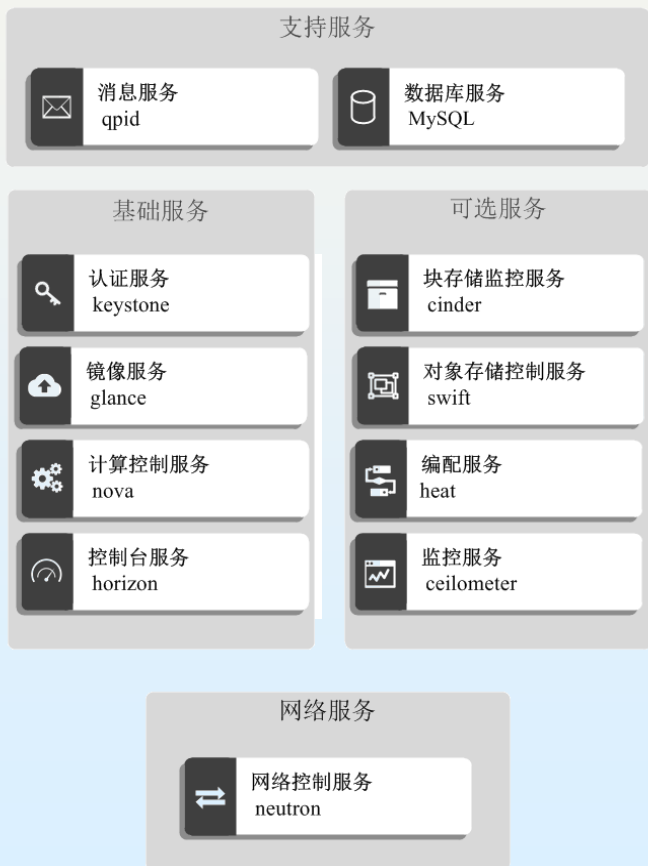 支持服务
消息服务
qpid
数据库服务
MySQL
基础服务
认证服务
keystone
镜像服务
glance
计算控制服务
nova
控制台服务
horizon
可选服务
块存储监控服务
cinder
对象存储控制服务
swift
编配服务
heat
监控服务
ceilometer
网络服务
网络控制服务
neutron